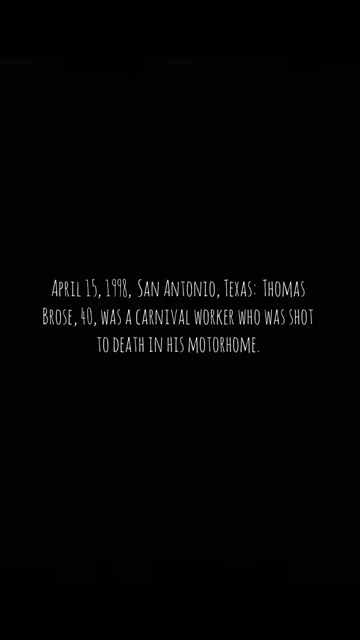 April 15, 1998, San Antonio, Texas: Thomas
Brose, 40, was a carnival worker who was shot
to death in his motorhome.